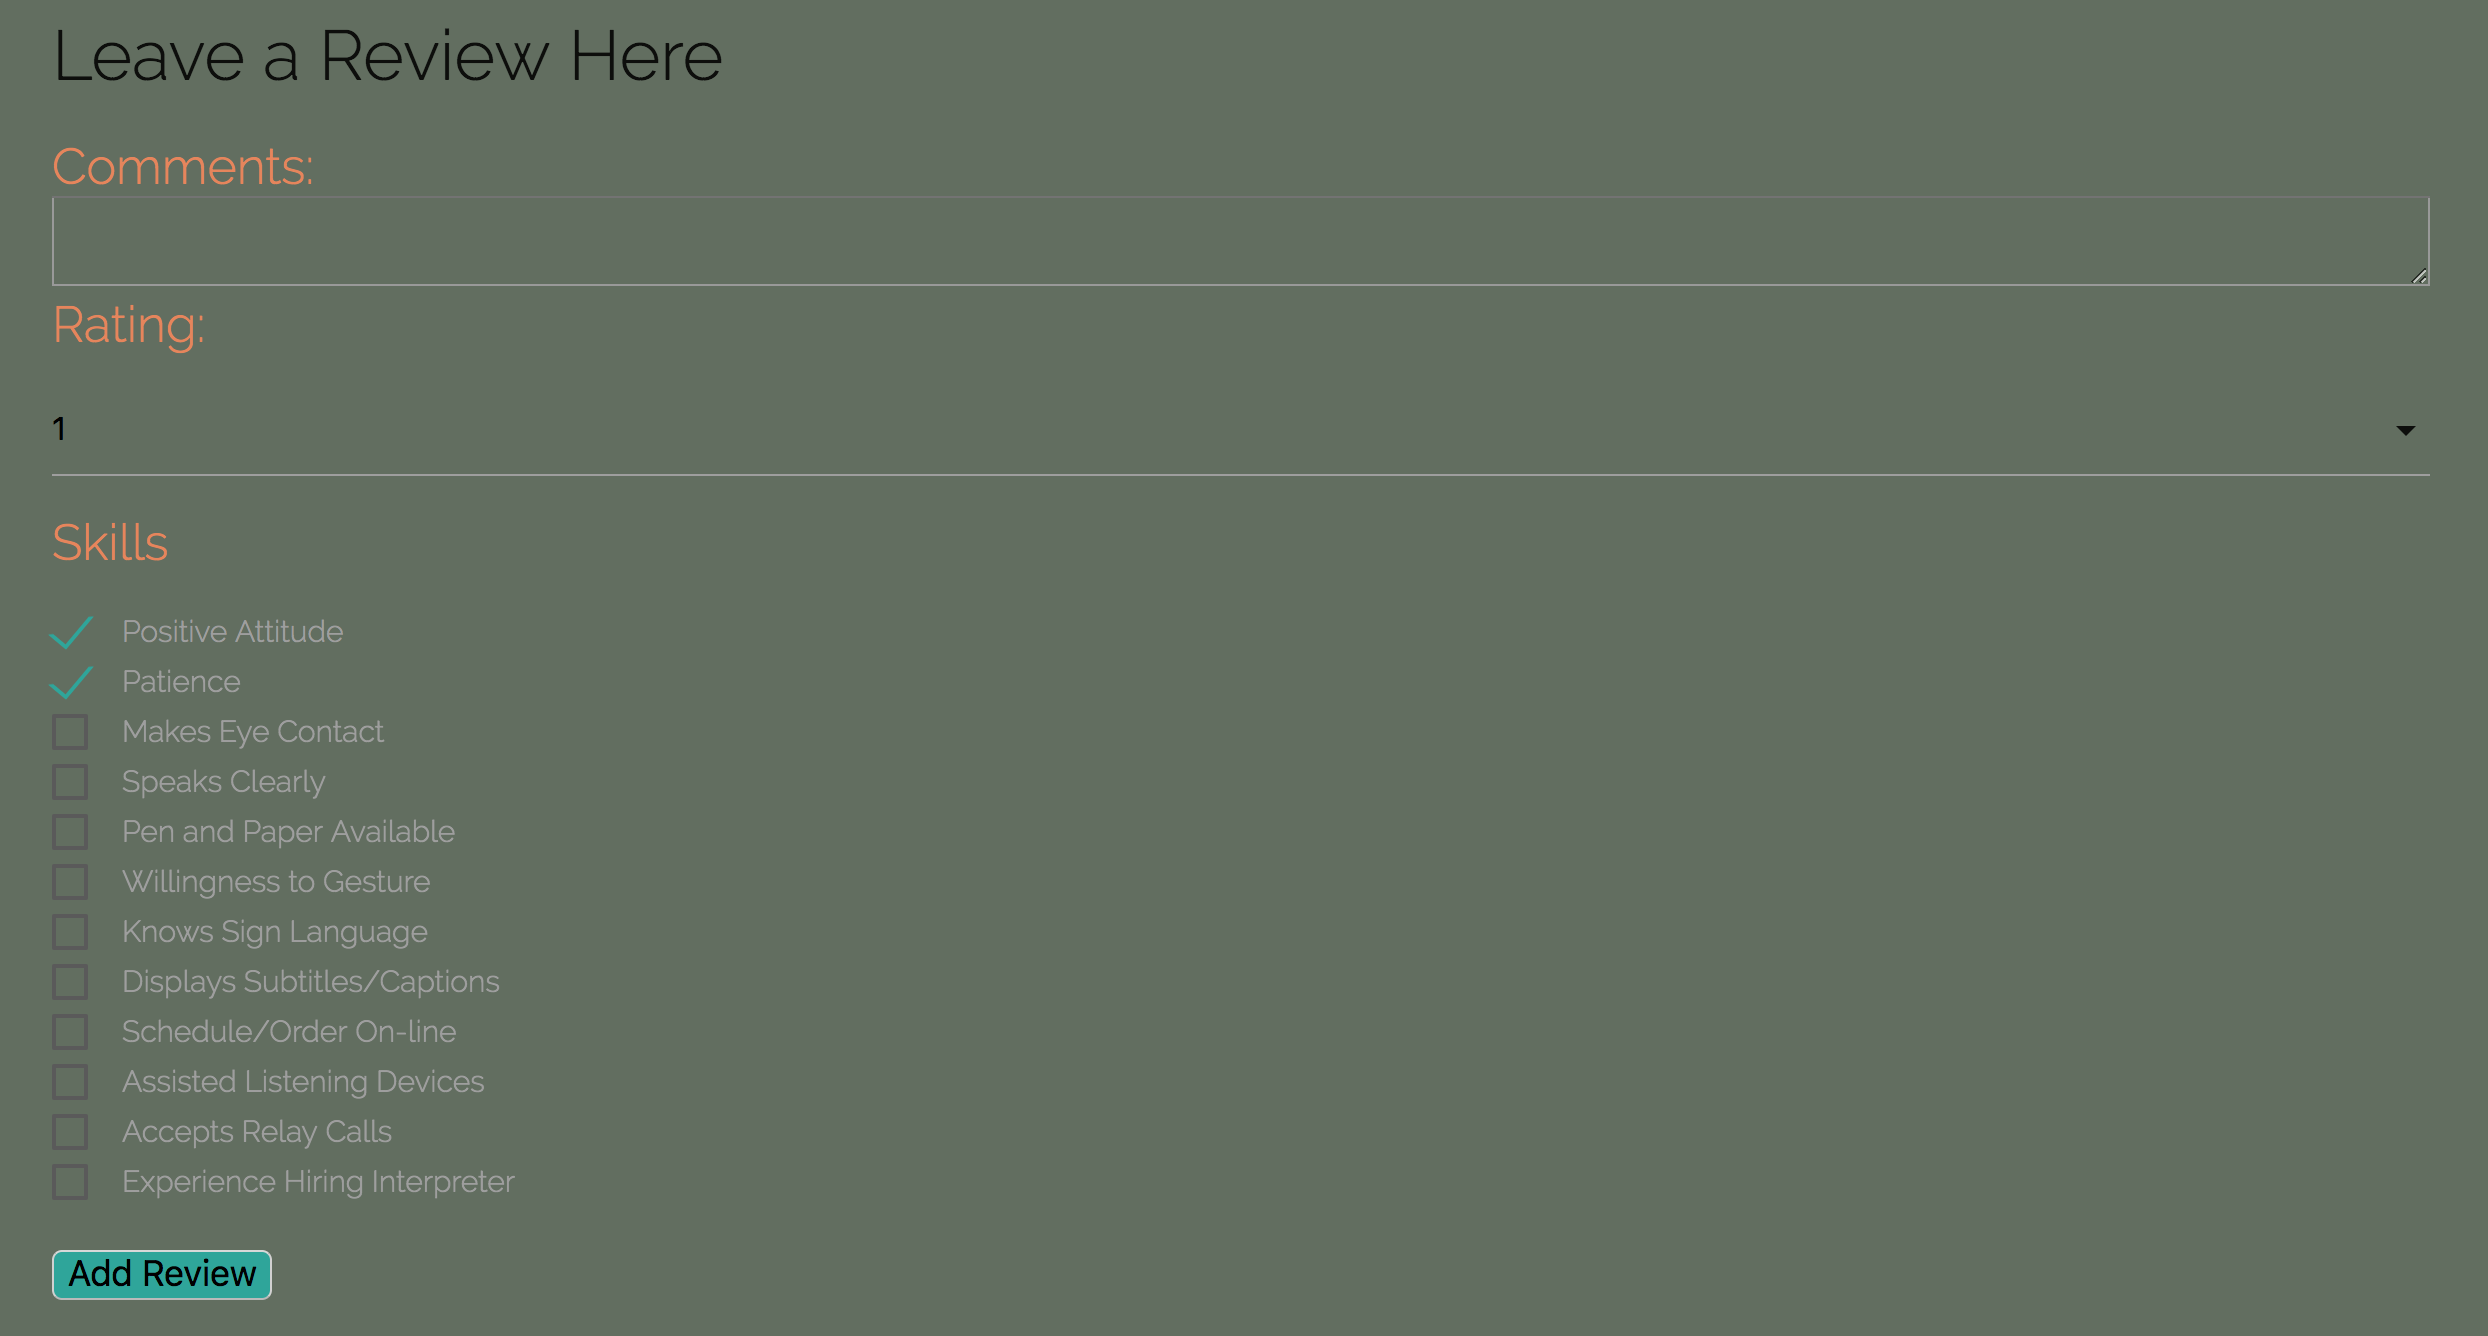 Leave a Review Here
Comments:
Rating:
1
Skills
Positive Attitude
Patience
Makes Eye Contact
Speaks Clearly
Pen and Paper Available
Willingness to Gesture
Knows Sign Language
Displays Subtitles/Captions
Schedule/Order On-line
Assisted Listening Devices
Accepts Relay Calls
Experience Hiring Interpreter
Add Review